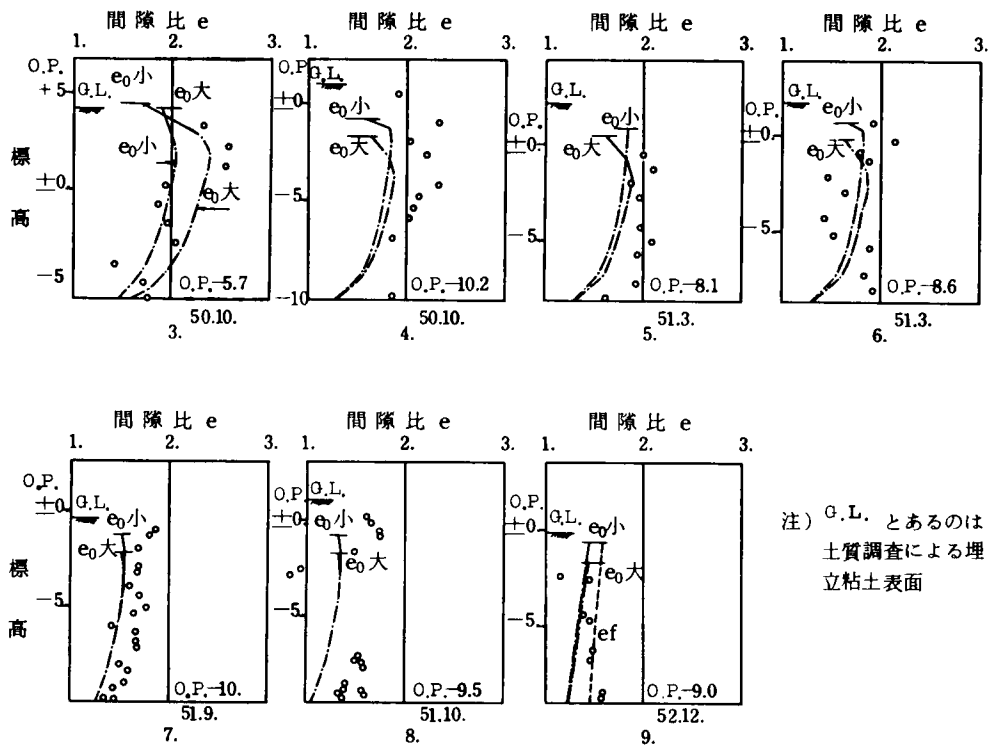 間隙比 e 間隙比 e 間隙比 e 間隙比 e
1. 2. 3. 1. 2. 3. 1. 2. 3. 1. 2. 3.
O.P.
+5
G.L.
e₀小
e₀大
e₀小
±0
e₀大
-5
O.P.-5.7
標
高
50.10.
3.
O.P.
G.L.
±0
e₀小
e₀大
-5
-10
O.P.-10.2
50.10.
4.
G.L.
O.P.
±0
e₀小
e₀大
-5
O.P.-8.1
51.3.
5.
G.L.
O.P.
±0
e₀小
e₀大
-5
O.P.-8.6
51.3.
6.
間隙比 e 間隙比 e 間隙比 e
1. 2. 3. 1. 2. 3. 1. 2. 3.
O.P.
±0
G.L.
e₀小
e₀大
-5
標
高
O.P.-10.
51.9.
7.
O.P.
G.L.
±0
e₀小
e₀大
-5
O.P.-9.5
51.10.
8.
O.P.
±0
G.L.
e₀小
e₀大
-5
ef
O.P.-9.0
52.12.
9.
注) G.L. とあるのは
土質調査による埋
立粘土表面